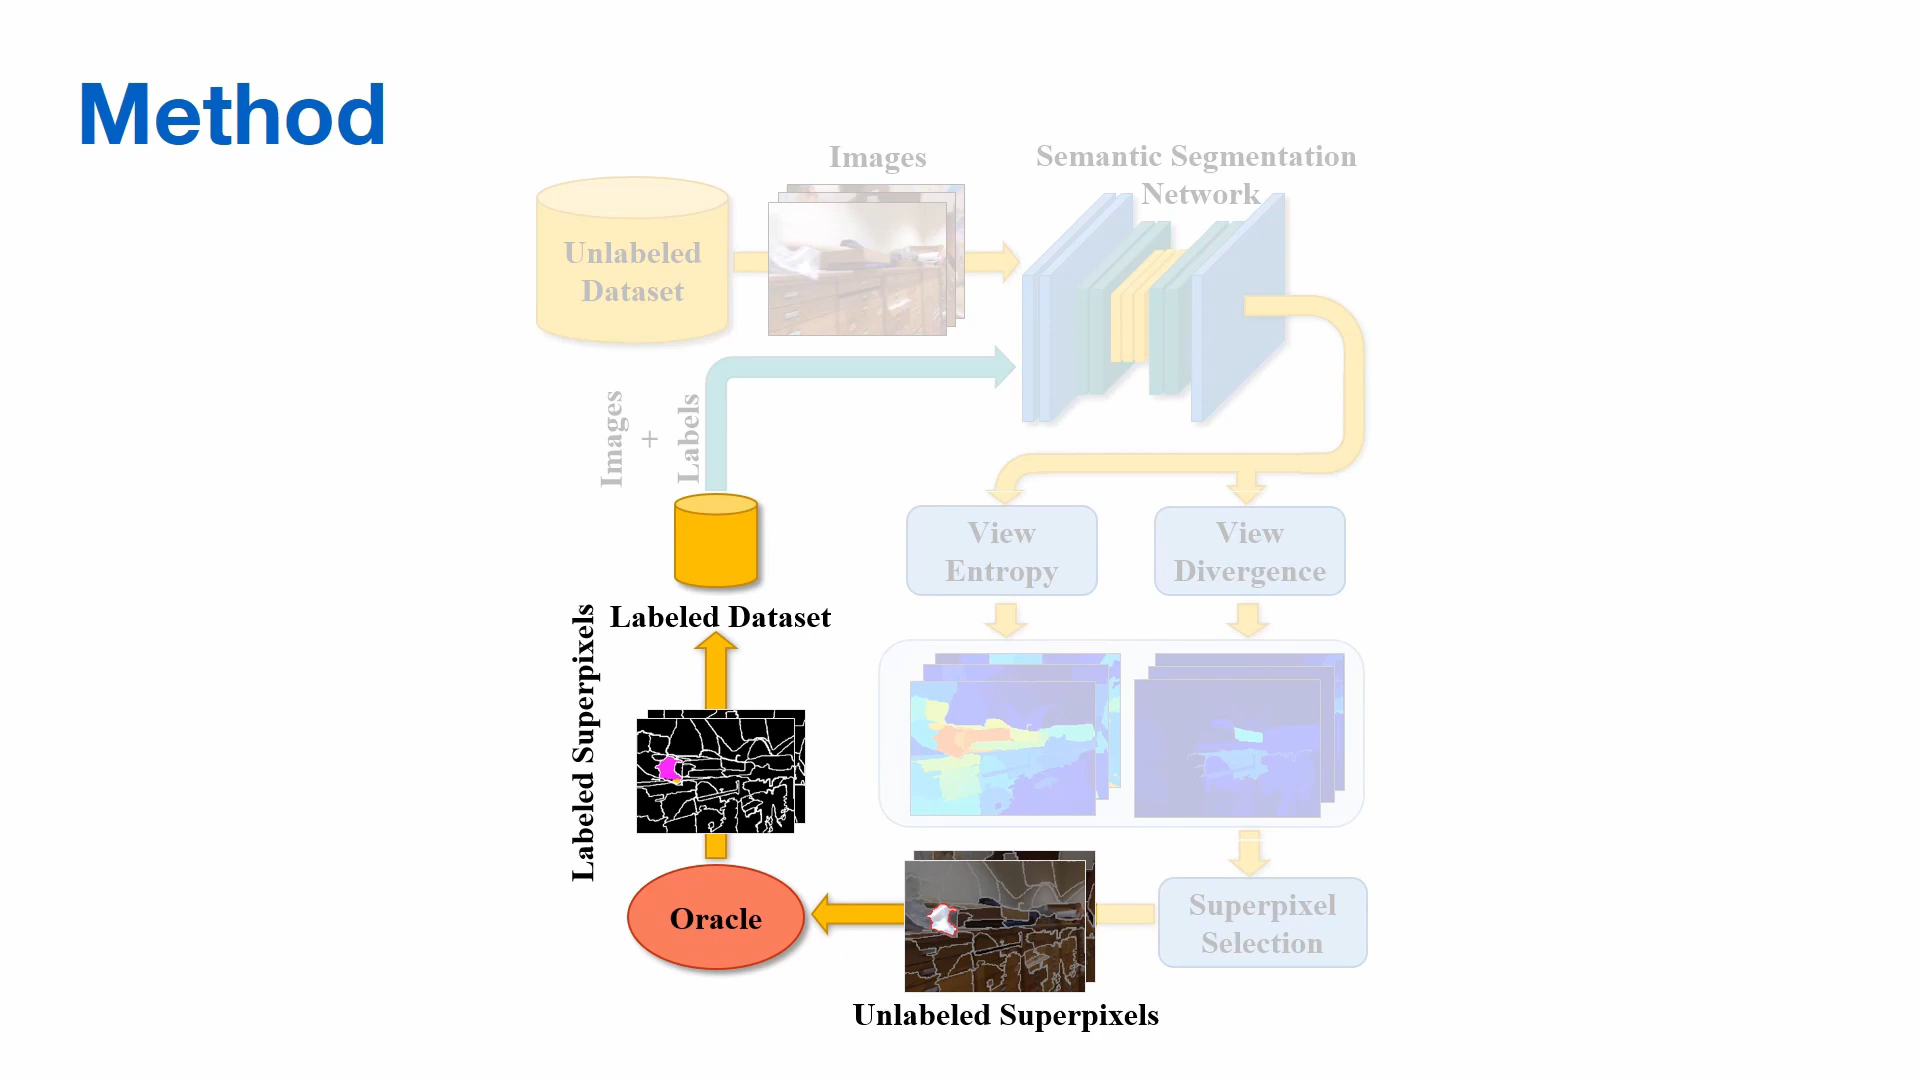 Method
Images
Semantic Segmentation
Network
Unlabeled
Dataset
Images
+
Labels
View
Entropy
View
Divergence
Labeled Dataset
Labeled Superpixels
Oracle
Superpixel
Selection
Unlabeled Superpixels